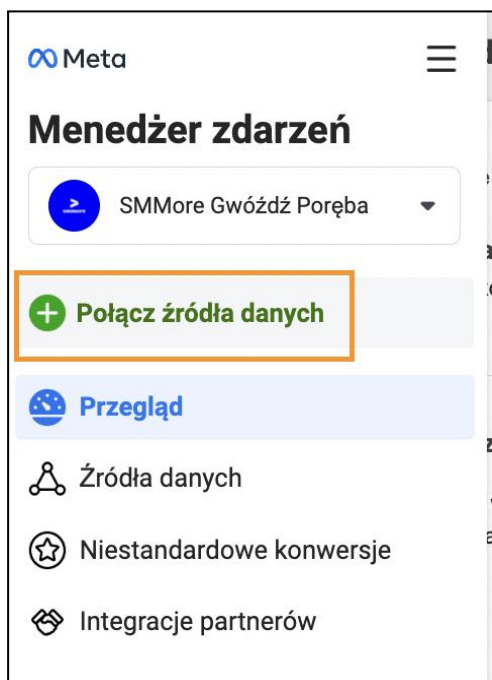 Meta
Menedżer zdarzeń
SMMore Gwóźdź Poręba
Połącz źródła danych
Przegląd
Źródła danych
Niestandardowe konwersje
Integracje partnerów